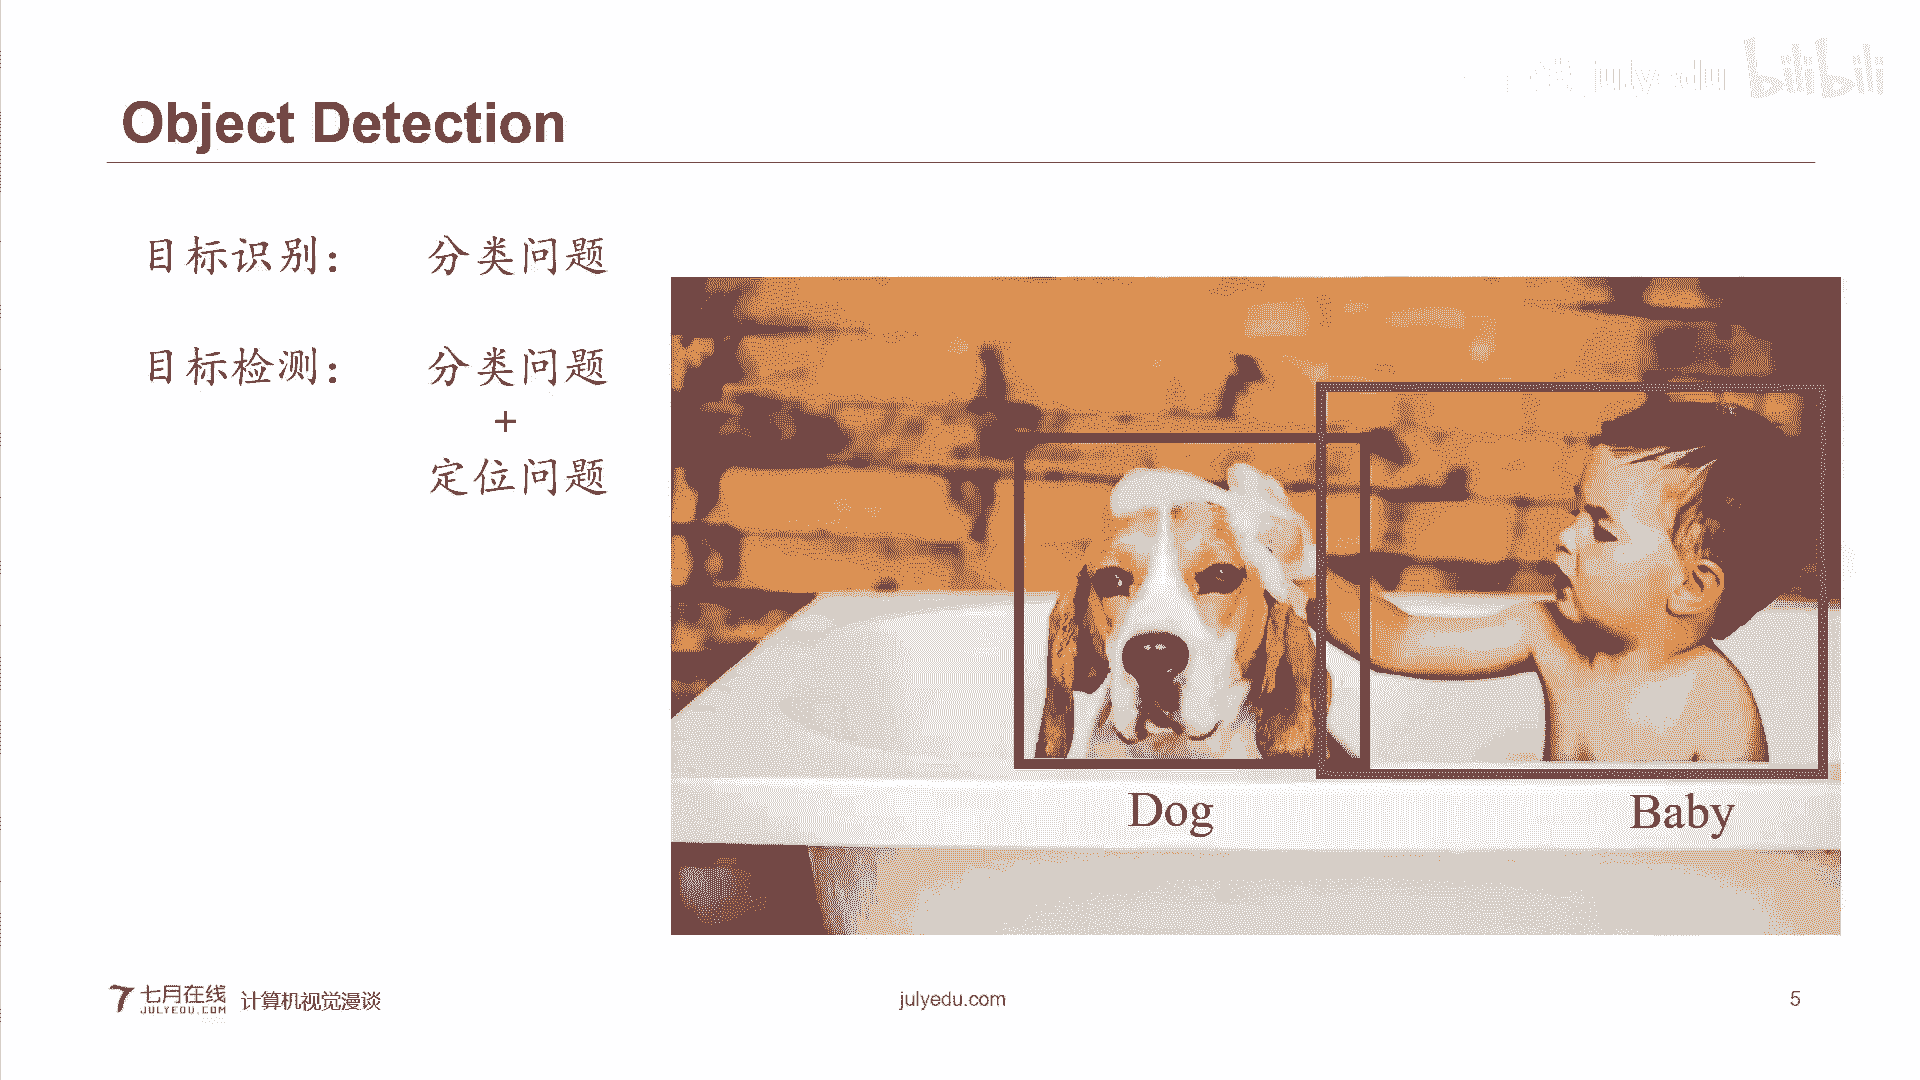 julyedu bilibili
Object Detection
目标识别： 分类问题
目标检测： 分类问题
+
定位问题
Dog
Baby
七月在线
JULYEDU.COM
计算机视觉漫谈
julyedu.com
5